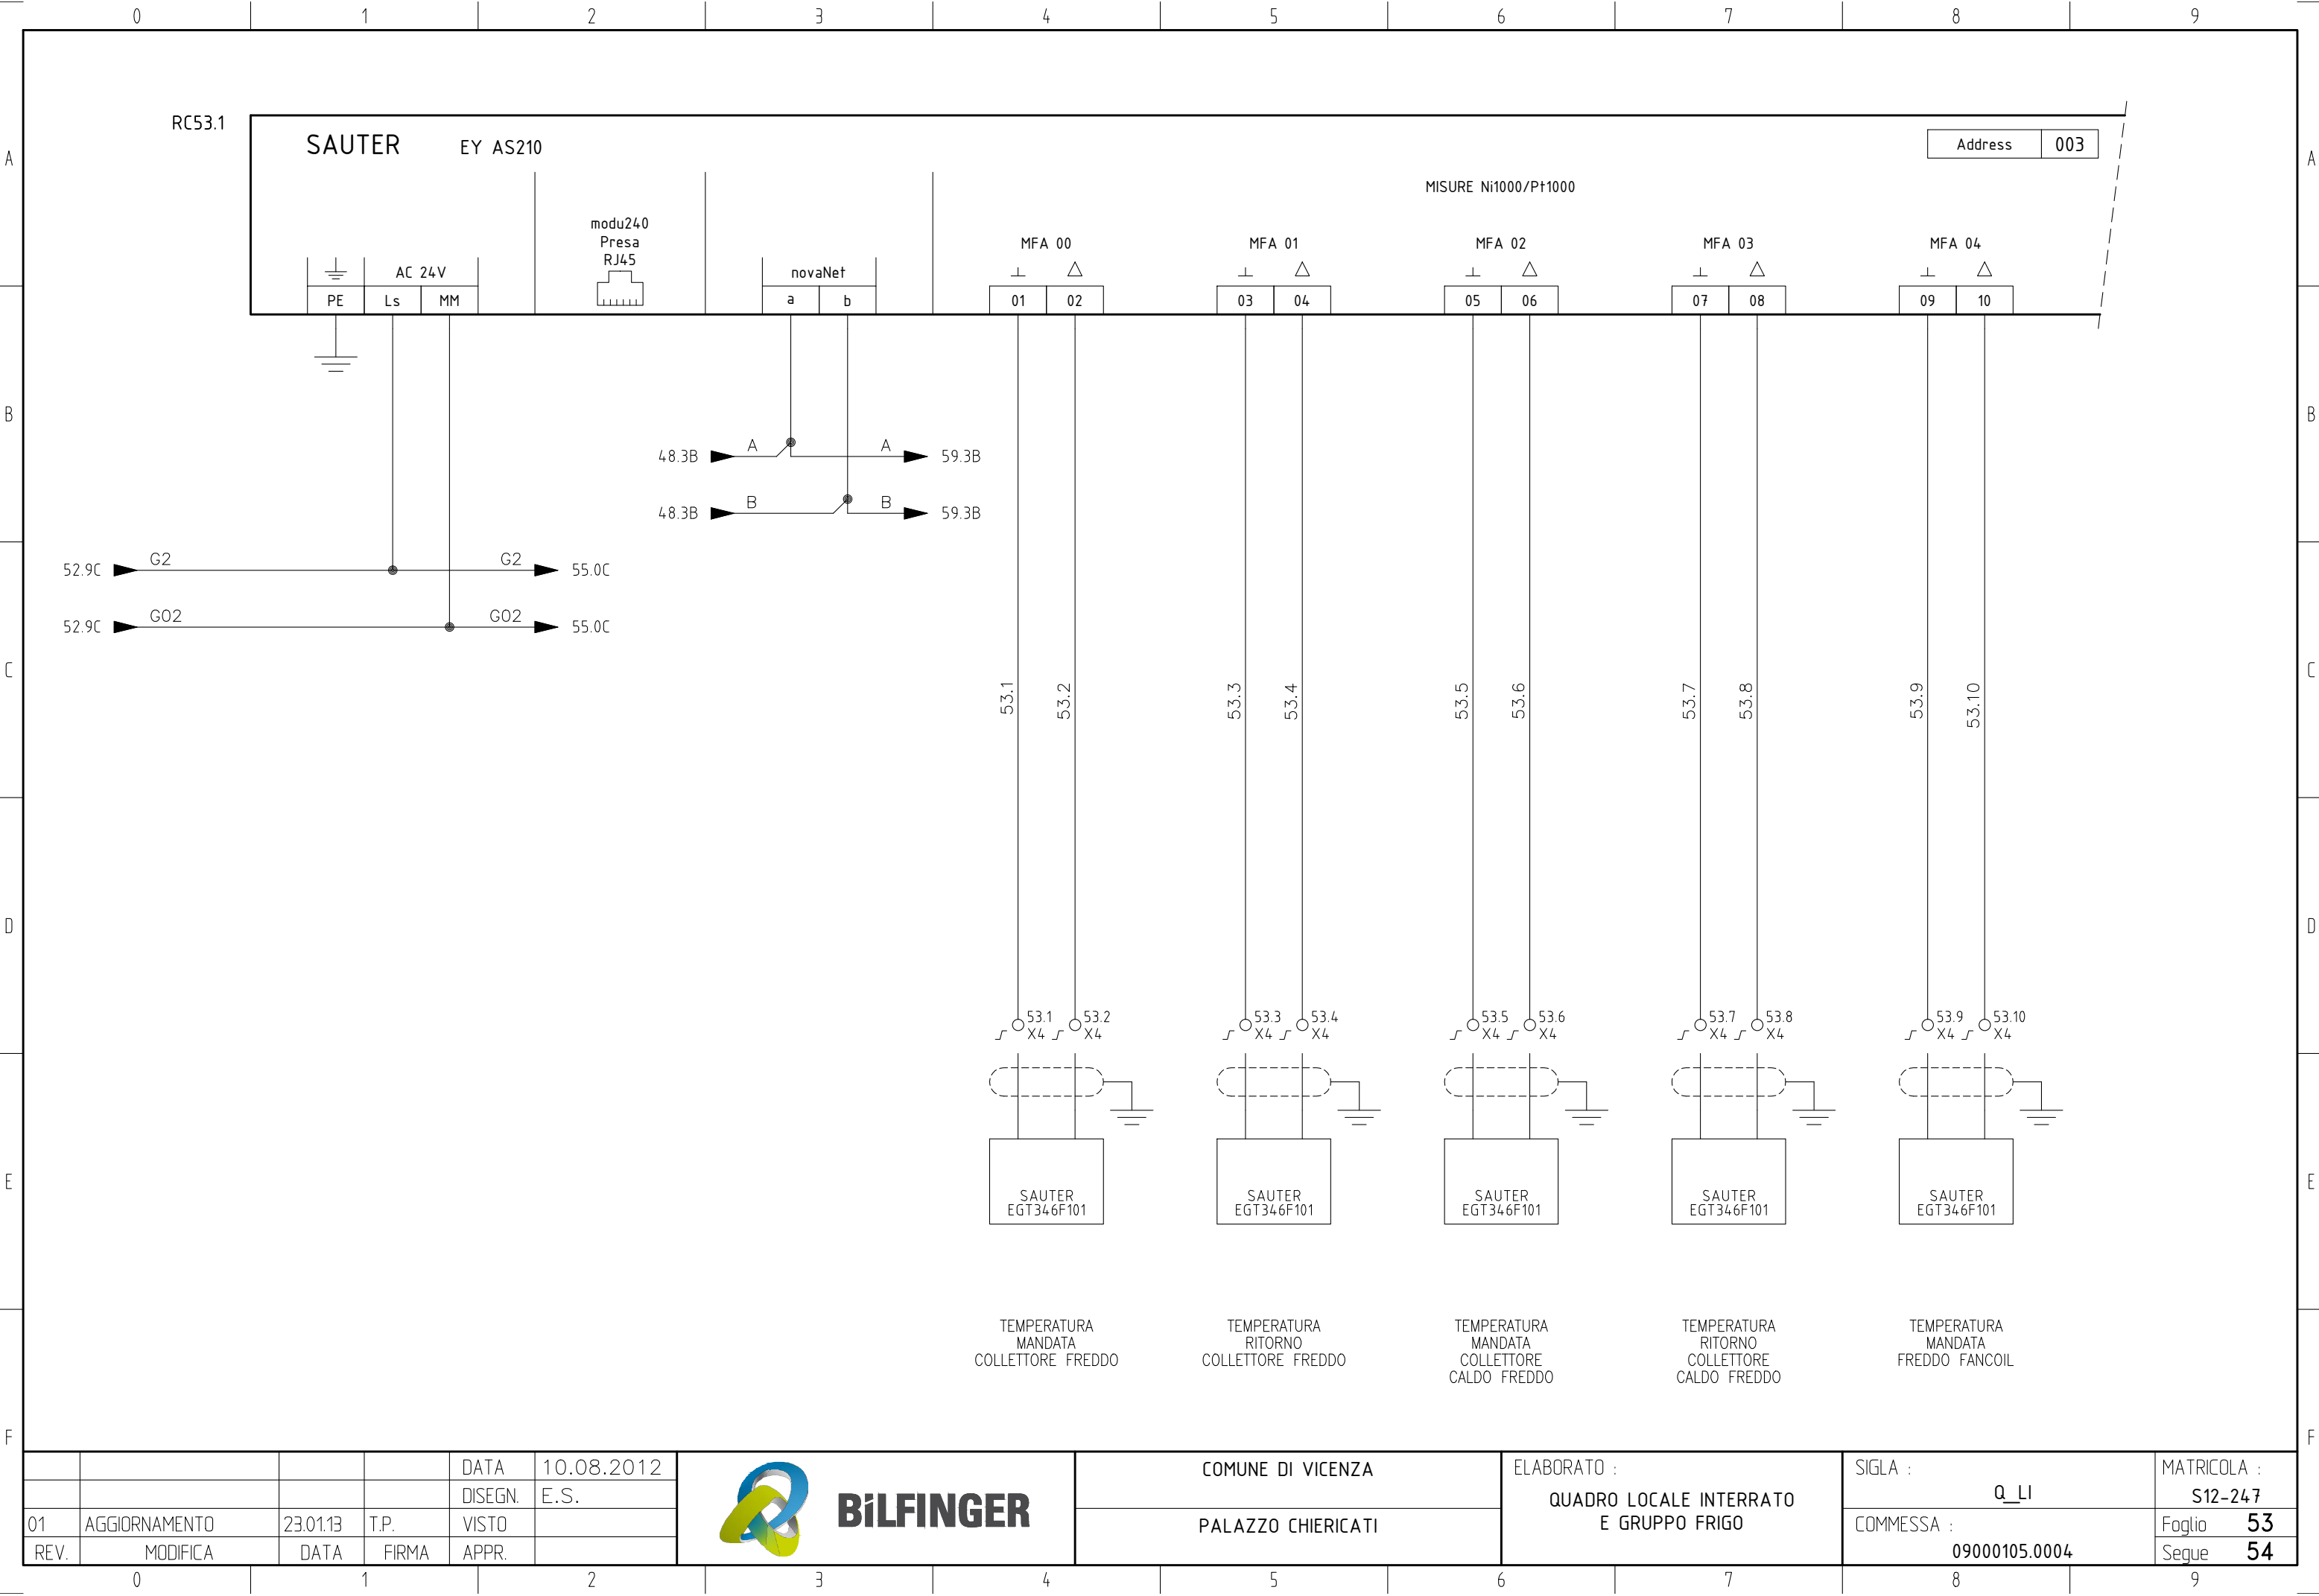 0 1 2 3 4 5 6 7 8 9
RC53.1
SAUTER EY AS210
Address 003
A A
MISURE Ni1000/Pt1000
modu240
Presa
RJ45
MFA 00 MFA 01 MFA 02 MFA 03 MFA 04
AC 24V novaNet
PE Ls MM a b 01 02 03 04 05 06 07 08 09 10
B B
48.3B A A 59.3B
48.3B B B 59.3B
52.9C G2 G2 55.0C
52.9C G02 G02 55.0C
C C
53.1 53.2 53.3 53.4 53.5 53.6 53.7 53.8 53.9 53.10
D D
53.1 53.2 53.3 53.4 53.5 53.6 53.7 53.8 53.9 53.10
X4 X4 X4 X4 X4 X4 X4 X4 X4 X4
E E
SAUTER SAUTER SAUTER SAUTER SAUTER
EGT346F101 EGT346F101 EGT346F101 EGT346F101 EGT346F101
TEMPERATURA
MANDATA
COLLETTORE FREDDO
TEMPERATURA
RITORNO
COLLETTORE FREDDO
TEMPERATURA
MANDATA
COLLETTORE
CALDO FREDDO
TEMPERATURA
RITORNO
COLLETTORE
CALDO FREDDO
TEMPERATURA
MANDATA
FREDDO FANCOIL
F F
DATA 10.08.2012
DISEGN. E.S.
01 AGGIORNAMENTO 23.01.13 T.P. VISTO
REV. MODIFICA DATA FIRMA APPR.
BILFINGER
COMUNE DI VICENZA
PALAZZO CHIERICATI
ELABORATO :
QUADRO LOCALE INTERRATO
E GRUPPO FRIGO
SIGLA :
Q_LI
COMMESSA :
09000105.0004
MATRICOLA :
S12-247
Foglio 53
Segue 54
0 1 2 3 4 5 6 7 8 9